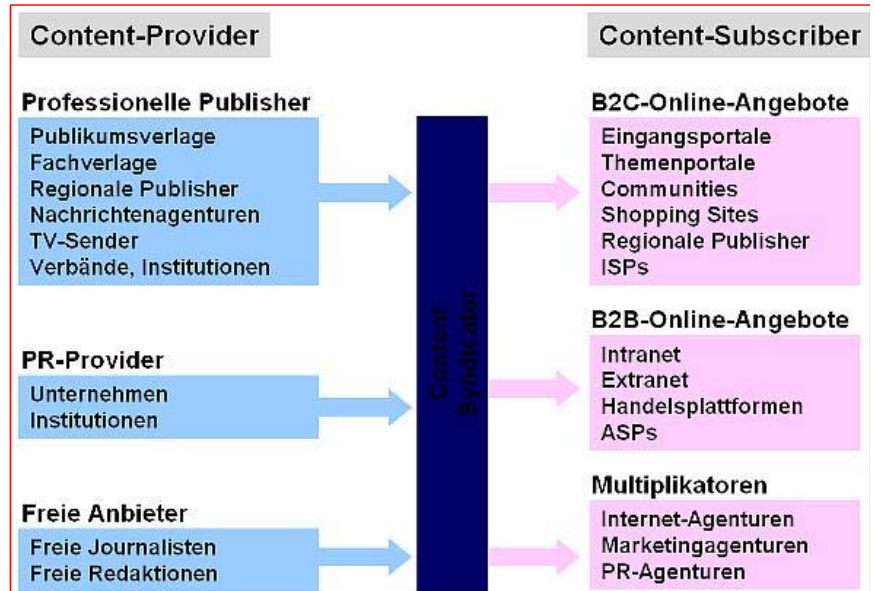 Content-Provider
Professionelle Publisher
Publikumsverlage
Fachverlage
Regionale Publisher
Nachrichtenagenturen
TV-Sender
Verbände, Institutionen
PR-Provider
Unternehmen
Institutionen
Freie Anbieter
Freie Journalisten
Freie Redaktionen
Content
Syndicator
Content-Subscriber
B2C-Online-Angebote
Eingangsportale
Themenportale
Communities
Shopping Sites
Regionale Publisher
ISPs
B2B-Online-Angebote
Intranet
Extranet
Handelsplattformen
ASPs
Multiplikatoren
Internet-Agenturen
Marketingagenturen
PR-Agenturen